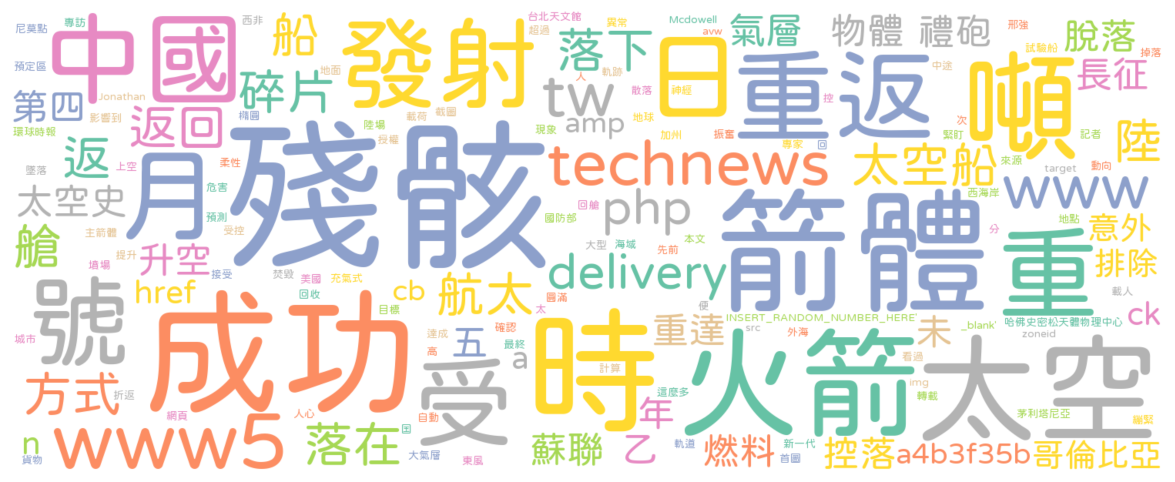 尼莫點 專訪 西非 船 台北天文館 異常 Mcdowell avw 那強 試驗船 掉落
中國 發射 超過 落下 日 氣層 物體 禮砲 中途 脫落
預定區 地面 人 軌跡 散落 神經 控 重返 噸 長征
第四 Jonathan 碎片 載荷 截圖 tw 地球
環球時報 影響到 返回 橢圓 陸場 授權 amp 現象 加州 振奮 專家 回 緊盯 次 記者 陸
墜落 返 上空 月 柔性 殘骸 technews 太空船 來源 target 動向
太空史 危害 預測 受控 國防部 回艙 php 西海岸 www
艙 主箭體 提升 升空 接受 焚毀 美國 充氣式 大型 海域 先前 本文 箭體 分 地點 重 意外
墳場 回收 delivery 排除
號 href 目標 cb 航太 圓滿 太 便 載人
城市 成功 達成 高 五 確認 最終 a 時 重達 INSERT_RANDOM_NUMBER_HERE' src 外海 未 _blank' 哈佛史密松天體物理中心 zoneid ck
方式 折返 網頁 人心 自動 受 計算 這麼多 火箭 看過 img 轉載 太空 茅利塔尼亞
n 貨物 www5 落在 大氣層 東風 蘇聯 乙 年 軌道 燃料 新一代 首圖 控落 a4b3f35b 哥倫比亞